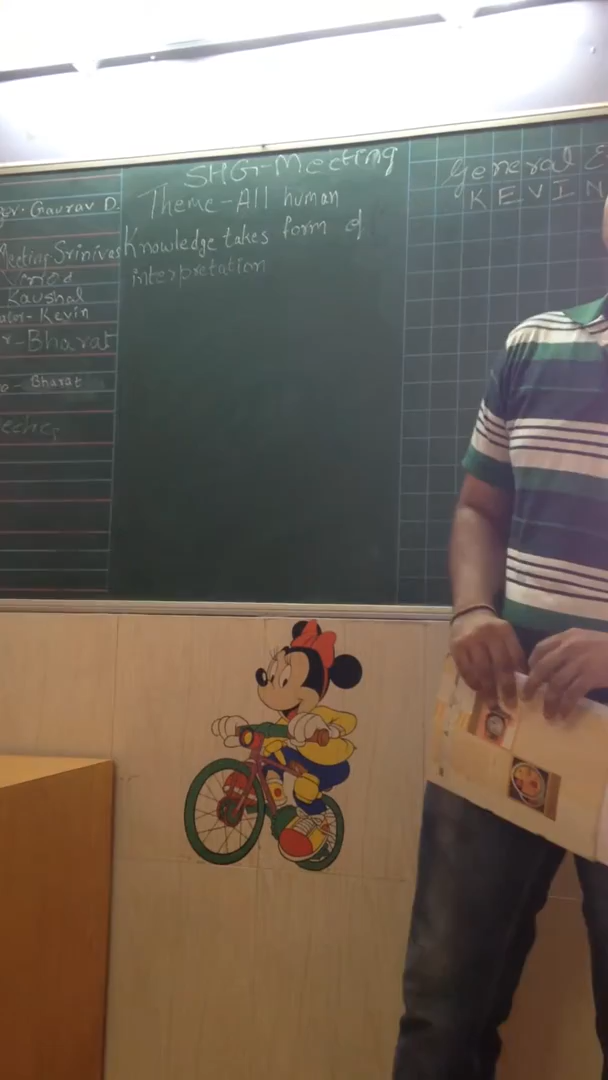 SHG-Meeting
Theme-All human
Knowledge takes form of
interpretation
Gaurav D
Meeting Srinivas
Vinod
Kaushal
Kevin
Bharat
Bharat
General E
KEVIN